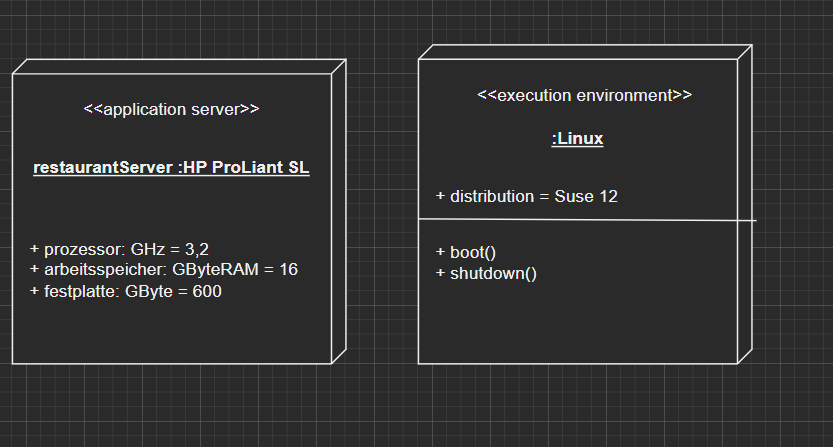 <<application server>>
restaurantServer :HP ProLiant SL
+ prozessor: GHz = 3,2
+ arbeitsspeicher: GByteRAM = 16
+ festplatte: GByte = 600
<<execution environment>>
:Linux
+ distribution = Suse 12
+ boot()
+ shutdown()